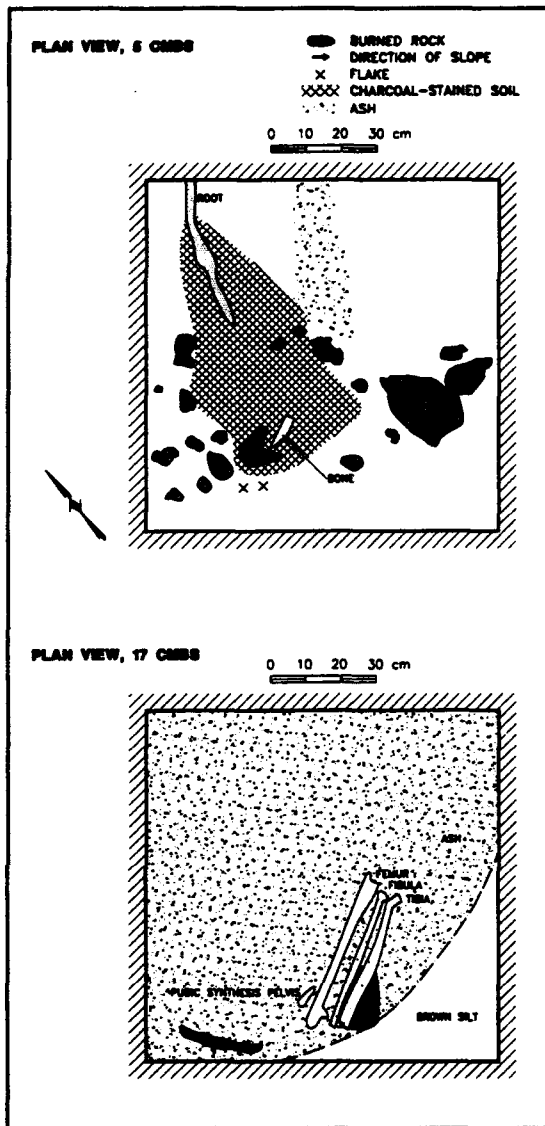 PLAN VIEW, 5 CMBS
BURNED ROCK
DIRECTION OF SLOPE
FLAKE
CHARCOAL-STAINED SOIL
ASH
0 10 20 30 cm
ROOT
BONE
N
PLAN VIEW, 17 CMBS
0 10 20 30 cm
ASH
FEMUR
FIBULA
TIBIA
PUBIC SYNTHESIS PELVIS
BROWN SILT